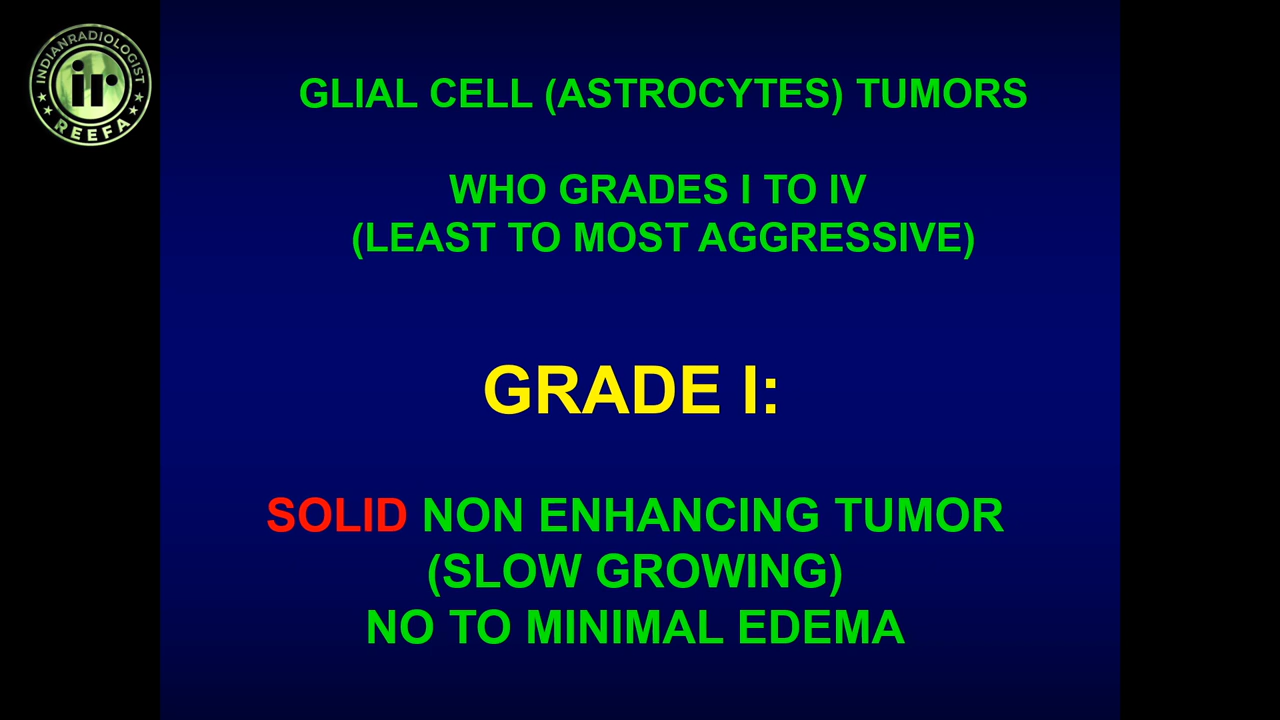 INDIANRADIOLOGIST
ir
REEFA
GLIAL CELL (ASTROCYTES) TUMORS
WHO GRADES I TO IV
(LEAST TO MOST AGGRESSIVE)
GRADE I:
SOLID NON ENHANCING TUMOR
(SLOW GROWING)
NO TO MINIMAL EDEMA